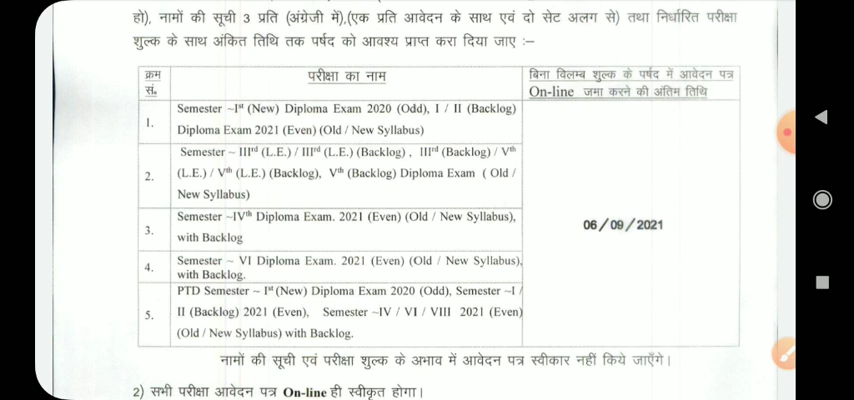 हो), नामों की सूची 3 प्रति (अंग्रेजी में),(एक प्रति आवेदन के साथ एवं दो सेट अलग से) तथा निर्धारित परीक्षा
शुल्क के साथ अंकित तिथि तक पर्षद को आवश्य प्राप्त करा दिया जाए :–
क्रम सं.
परीक्षा का नाम
बिना विलम्ब शुल्क के पर्षद में आवेदन पत्र
On-line जमा करने की अंतिम तिथि
1.
Semester ~Ist (New) Diploma Exam 2020 (Odd), I / II (Backlog)
Diploma Exam 2021 (Even) (Old / New Syllabus)
2.
Semester ~ IIIrd (L.E.) / IIIrd (L.E.) (Backlog) , IIIrd (Backlog) / Vth
(L.E.) / Vth (L.E.) (Backlog), Vth (Backlog) Diploma Exam ( Old /
New Syllabus)
3.
Semester ~IVth Diploma Exam. 2021 (Even) (Old / New Syllabus),
with Backlog
06/09/2021
4.
Semester ~ VI Diploma Exam. 2021 (Even) (Old / New Syllabus),
with Backlog.
5.
PTD Semester ~ Ist (New) Diploma Exam 2020 (Odd), Semester ~I /
II (Backlog) 2021 (Even), Semester ~IV / VI / VIII 2021 (Even)
(Old / New Syllabus) with Backlog.
नामों की सूची एवं परीक्षा शुल्क के अभाव में आवेदन पत्र स्वीकार नहीं किये जाएँगे।
2) सभी परीक्षा आवेदन पत्र On-line ही स्वीकृत होगा।